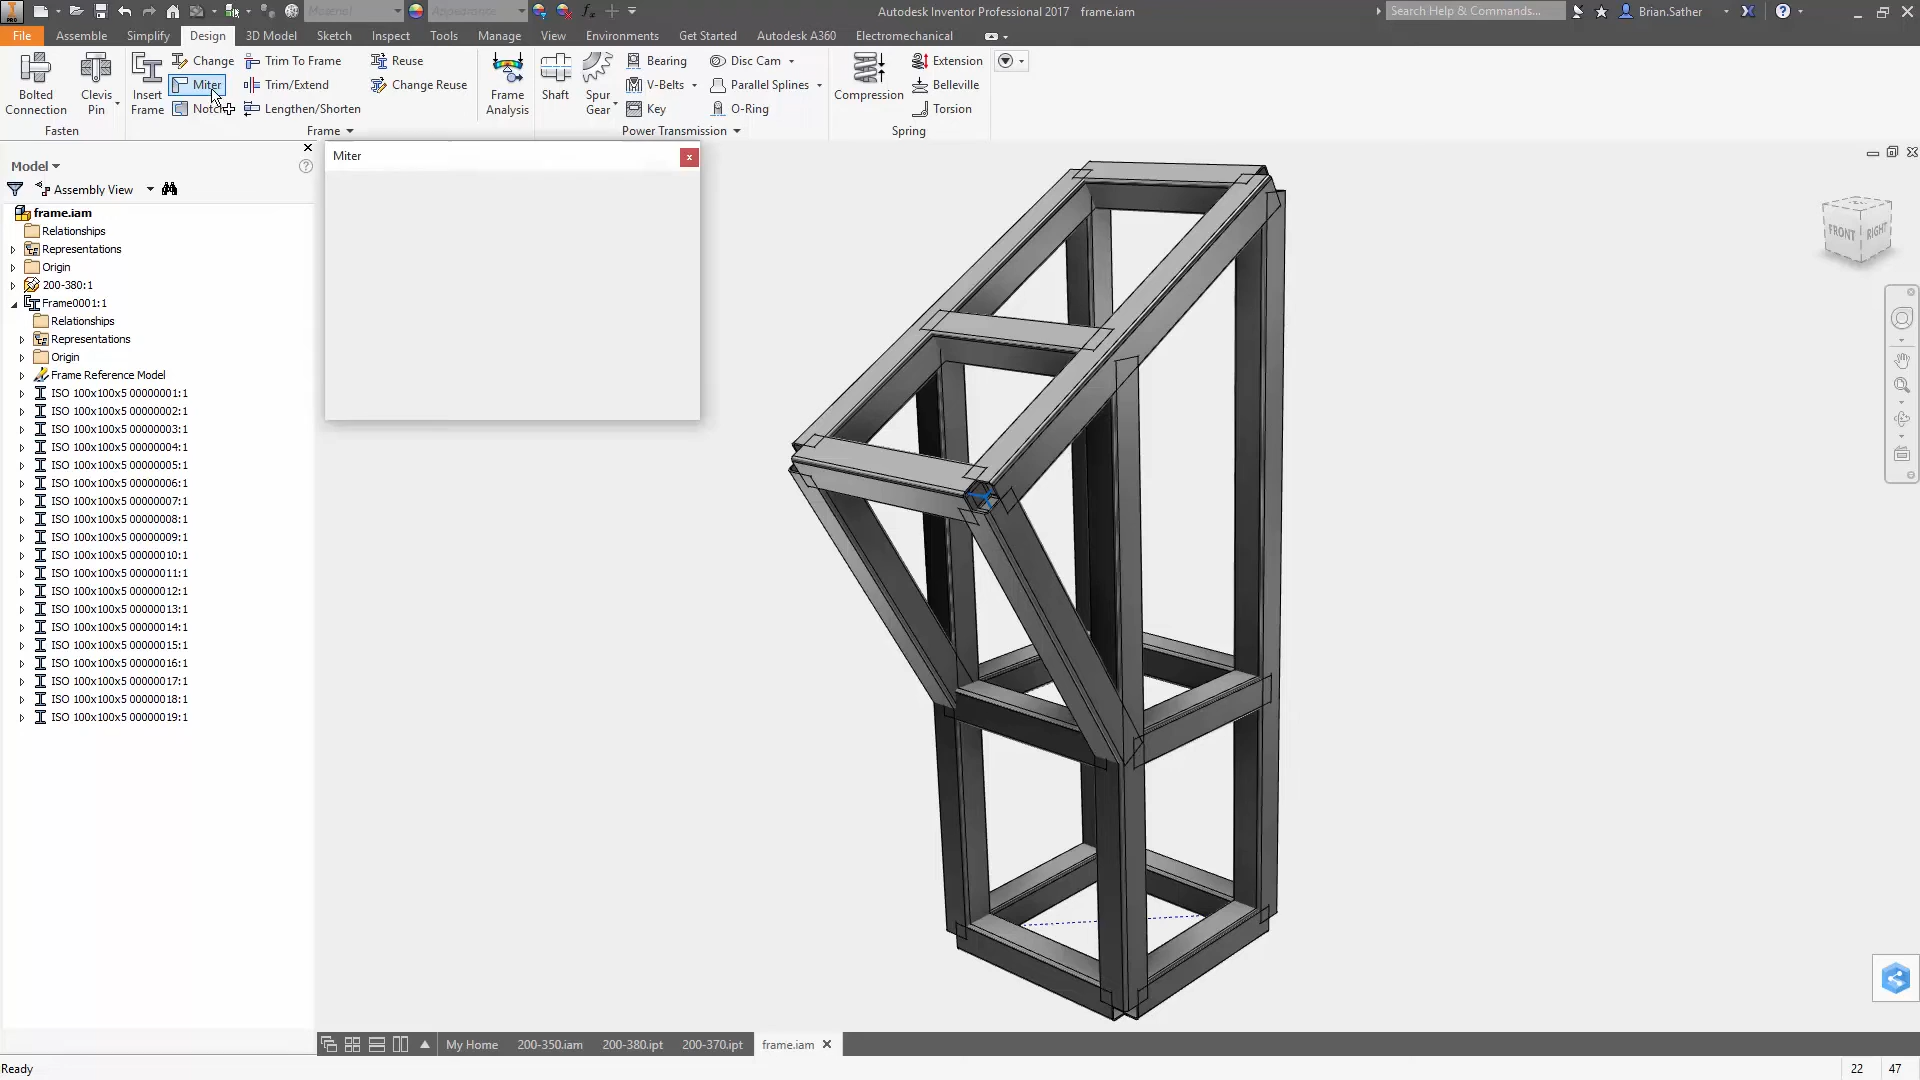 PRO
Material
Appearance
Autodesk Inventor Professional 2017 frame.iam
Search Help & Commands...
Brian.Sather
File Assemble Simplify Design 3D Model Sketch Inspect Tools Manage View Environments Get Started Autodesk A360 Electromechanical
Change Trim To Frame Reuse Bearing Disc Cam Extension
Miter Trim/Extend Change Reuse V-Belts Parallel Splines Belleville
Bolted Connection
Clevis Pin
Insert Frame
Notch Lengthen/Shorten
Frame Analysis
Shaft
Spur Gear
Key O-Ring
Compression
Torsion
Fasten Frame Power Transmission Spring
Model
Miter
Assembly View
frame.iam
Relationships
Representations
Origin
200-380:1
Frame0001:1
Relationships
Representations
Origin
Frame Reference Model
ISO 100x100x5 00000001:1
ISO 100x100x5 00000002:1
ISO 100x100x5 00000003:1
ISO 100x100x5 00000004:1
ISO 100x100x5 00000005:1
ISO 100x100x5 00000006:1
ISO 100x100x5 00000007:1
ISO 100x100x5 00000008:1
ISO 100x100x5 00000009:1
ISO 100x100x5 00000010:1
ISO 100x100x5 00000011:1
ISO 100x100x5 00000012:1
ISO 100x100x5 00000013:1
ISO 100x100x5 00000014:1
ISO 100x100x5 00000015:1
ISO 100x100x5 00000016:1
ISO 100x100x5 00000017:1
ISO 100x100x5 00000018:1
ISO 100x100x5 00000019:1
FRONT RIGHT
My Home 200-350.iam 200-380.ipt 200-370.ipt frame.iam
Ready
22 47